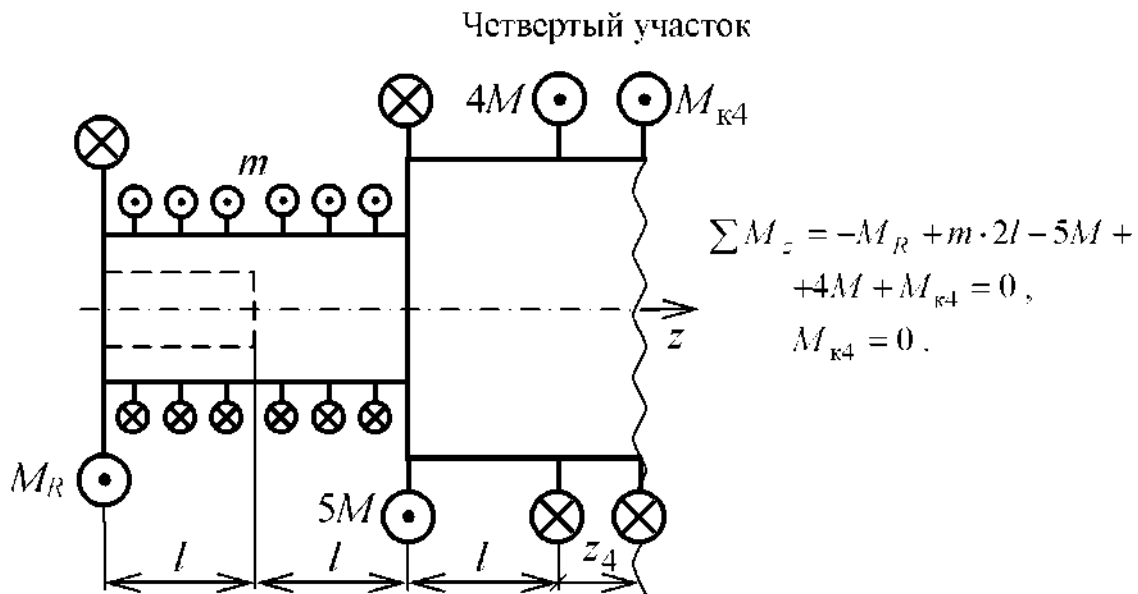 Четвертый участок
4M
M_к4
m
∑ M_z = −M_R + m · 2l − 5M +
+4M + M_к4 = 0 ,
z
M_к4 = 0 .
M_R
5M
l
l
l
z_4